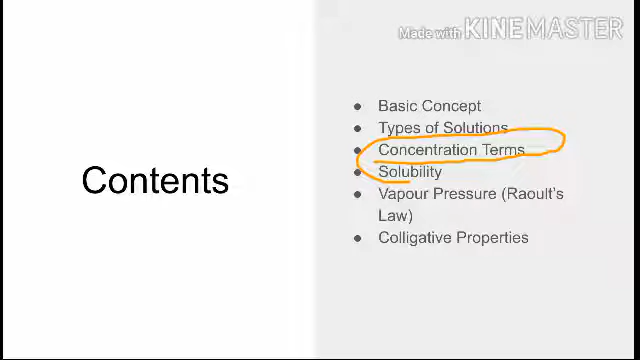 Made with KINEMASTER
Contents
● Basic Concept
● Types of Solutions
● Concentration Terms
● Solubility
● Vapour Pressure (Raoult's
Law)
● Colligative Properties